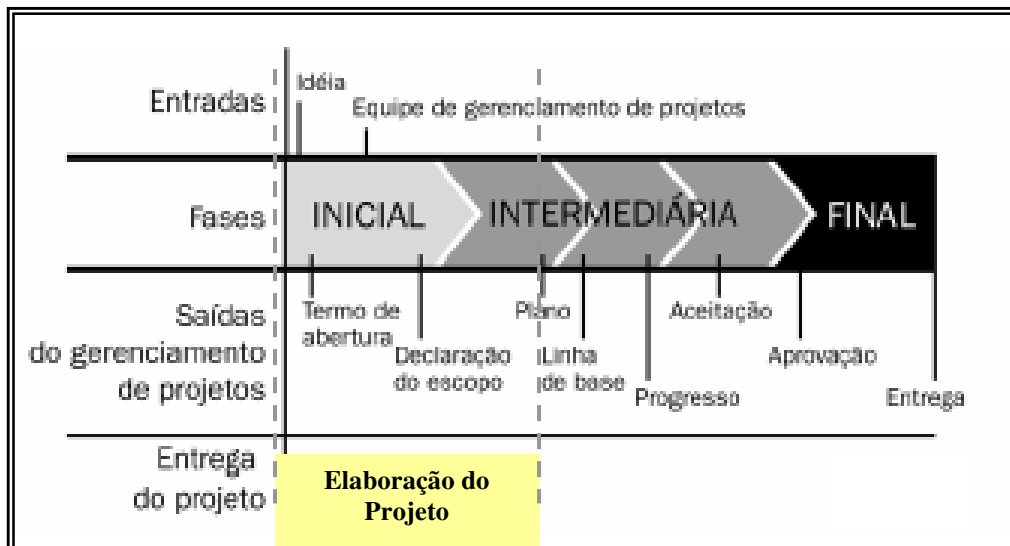 Idéia
Entradas
Equipe de gerenciamento de projetos
Fases
INICIAL
INTERMEDIÁRIA
FINAL
Saídas
do gerenciamento
de projetos
Termo de
abertura
Declaração
do escopo
Plano
Linha
de base
Progresso
Aceitação
Aprovação
Entrega
Entrega
do projeto
Elaboração do
Projeto